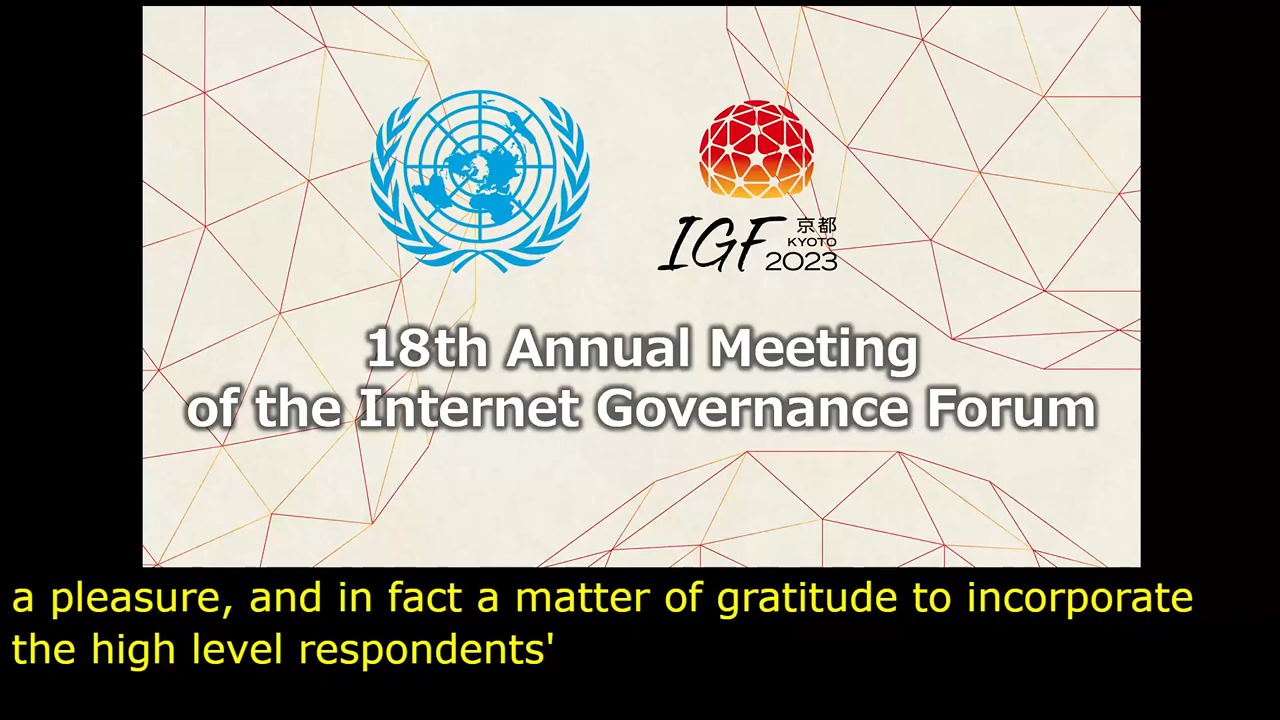 IGF 京都
KYOTO
2023
18th Annual Meeting
of the Internet Governance Forum
a pleasure, and in fact a matter of gratitude to incorporate
the high level respondents'